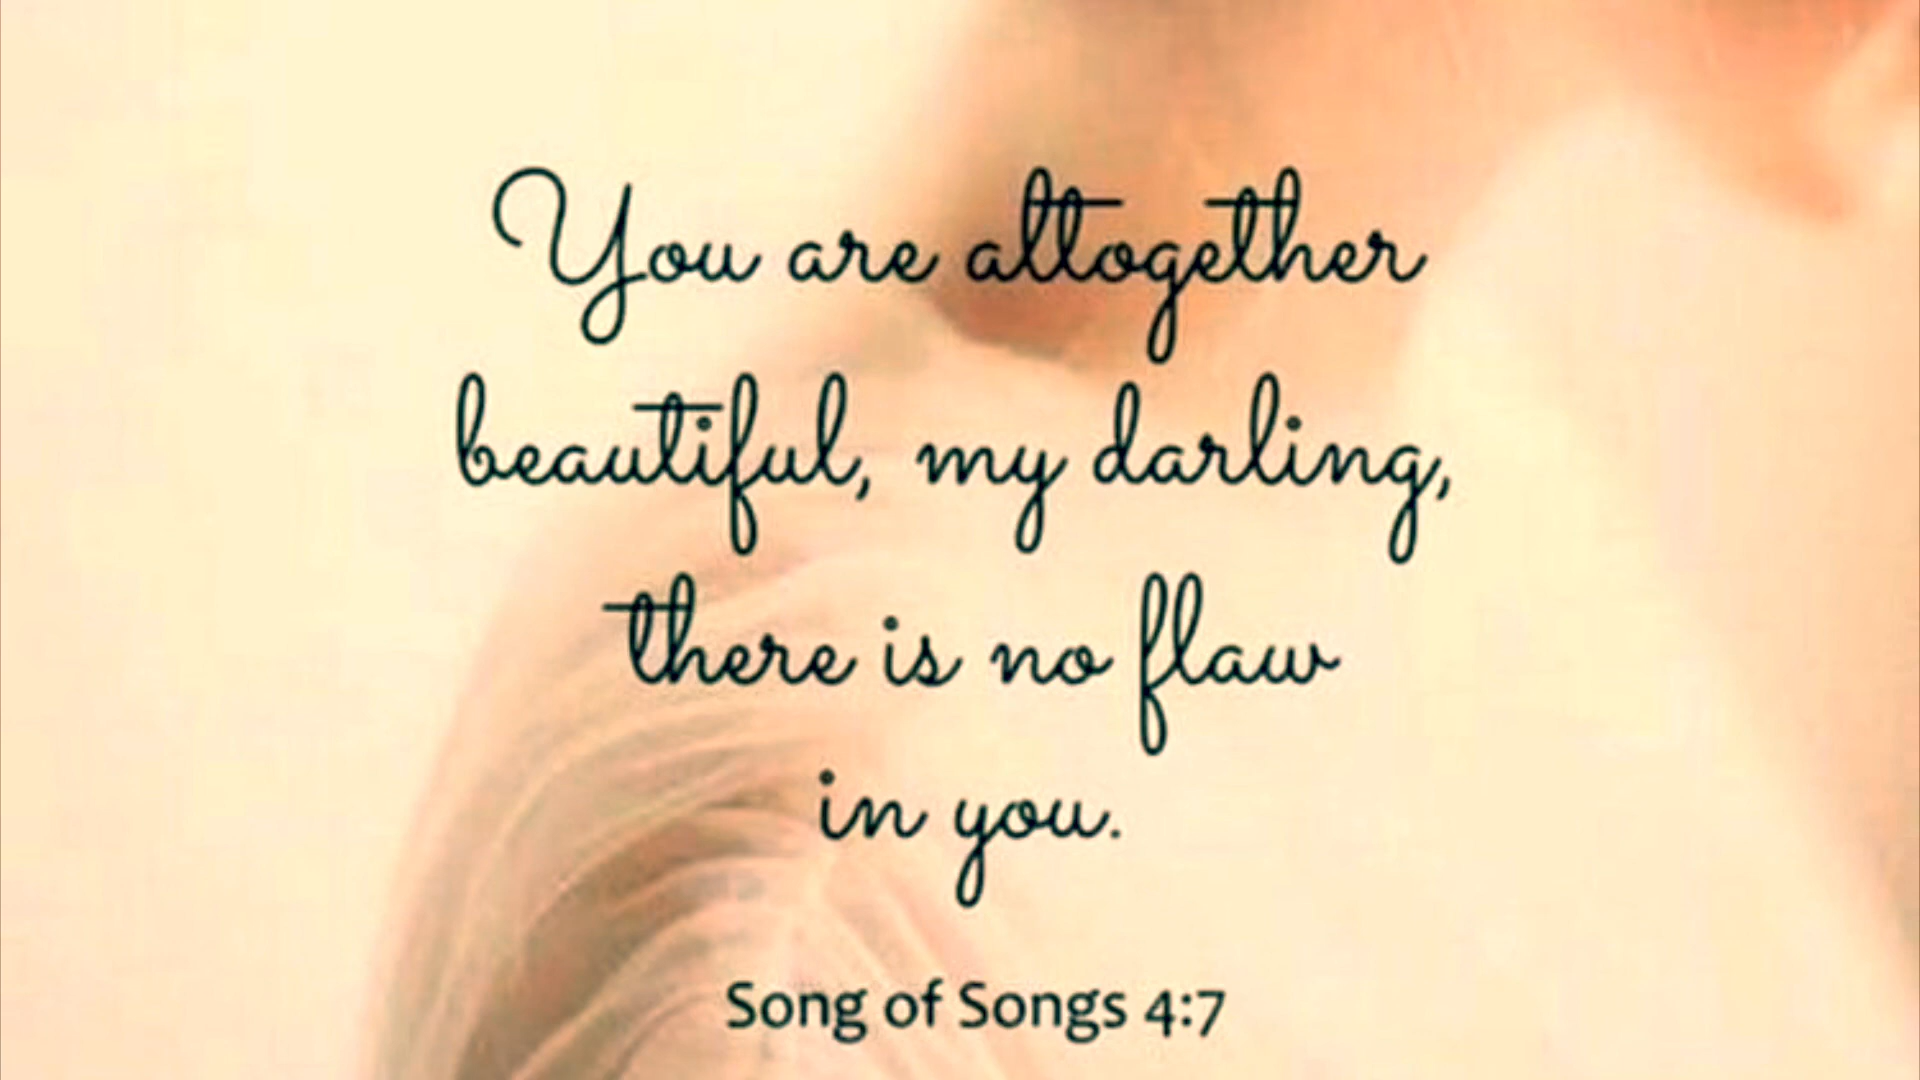 You are altogether
beautiful, my darling,
there is no flaw
in you.
Song of Songs 4:7